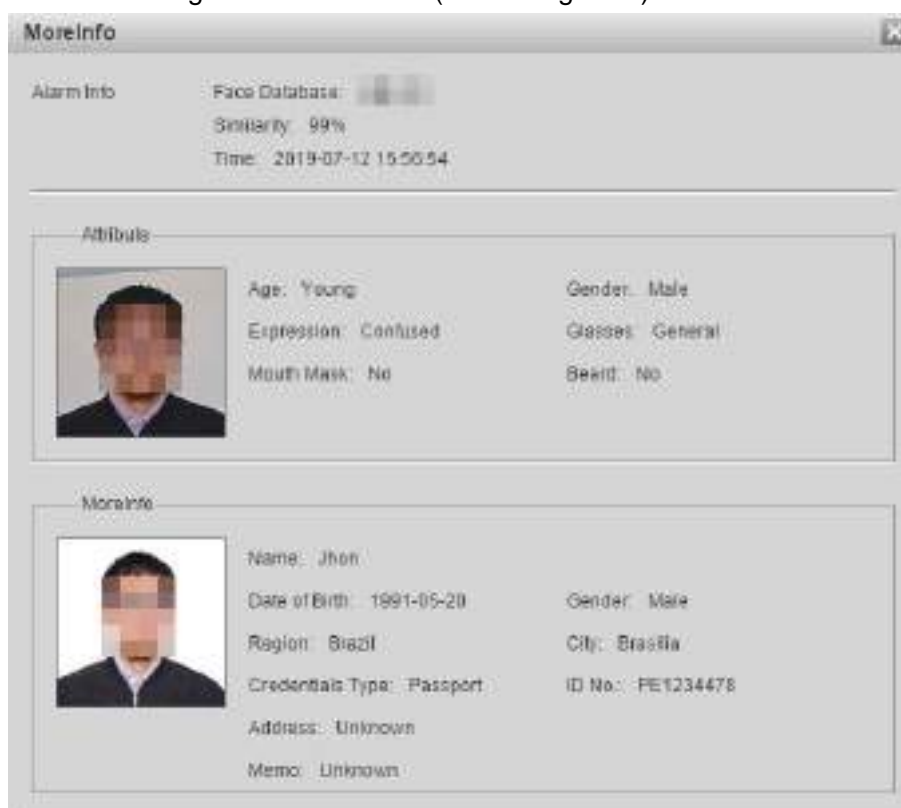 MoreInfo
Alarm Info Face Database:
Similarity: 99%
Time: 2019-07-12 15:56:54
Attribute
Age: Young Gender: Male
Expression: Confused Glasses: General
Mouth Mask: No Beard: No
MoreInfo
Name: Jhon
Date of Birth: 1991-05-20 Gender: Male
Region: Brazil City: Brasilia
Credentials Type: Passport ID No.: PE1234478
Address: Unknown
Memo: Unknown